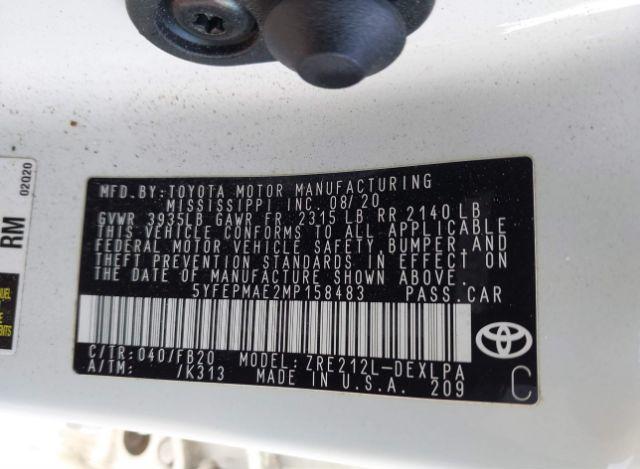 02020
RM
MFD.BY:TOYOTA MOTOR MANUFACTURING
MISSISSIPPI INC. 08/20
GVWR 3935LB GAWR FR 2315 LB RR 2140 LB
THIS VEHICLE CONFORMS TO ALL APPLICABLE
FEDERAL MOTOR VEHICLE SAFETY, BUMPER, AND
THEFT PREVENTION STANDARDS IN EFFECT ON
THE DATE OF MANUFACTURE SHOWN ABOVE.
5YFEPMAE2MP158483 PASS.CAR
C/TR: 040/FB20 MODEL: ZRE212L-DEXLPA
A/TM: /K313 MADE IN U.S.A. 209
C